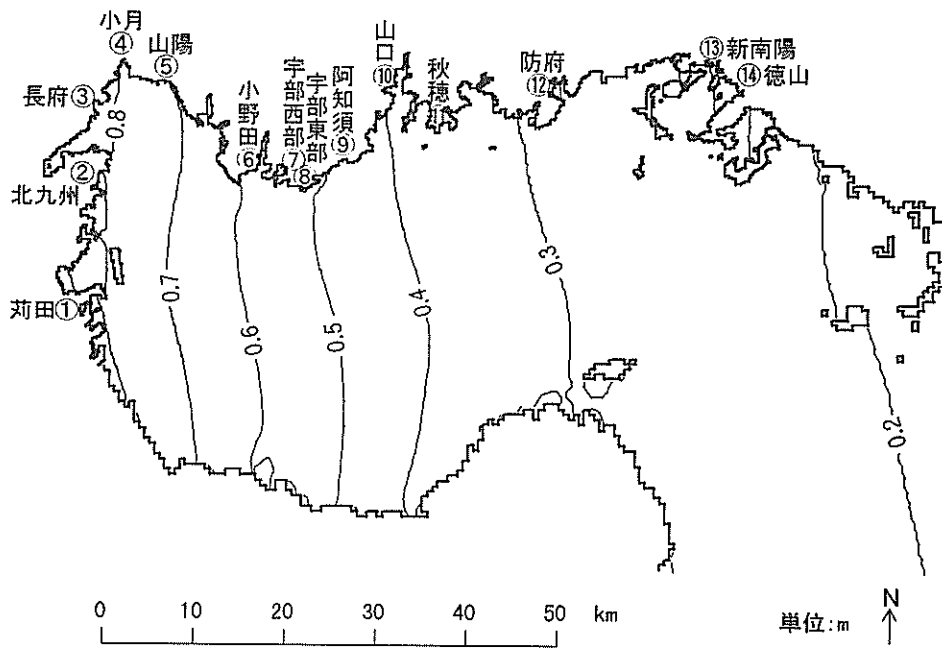 小月
④
山陽
⑤
長府③
②
北九州
苅田①
小野田
⑥
宇部西部
⑦
宇部東部
⑧
阿知須
⑨
山口
⑩
秋穂
防府
⑫
⑬新南陽
⑭徳山
0.8
0.7
0.6
0.5
0.4
0.3
0.2
0 10 20 30 40 50 km
単位:m
N